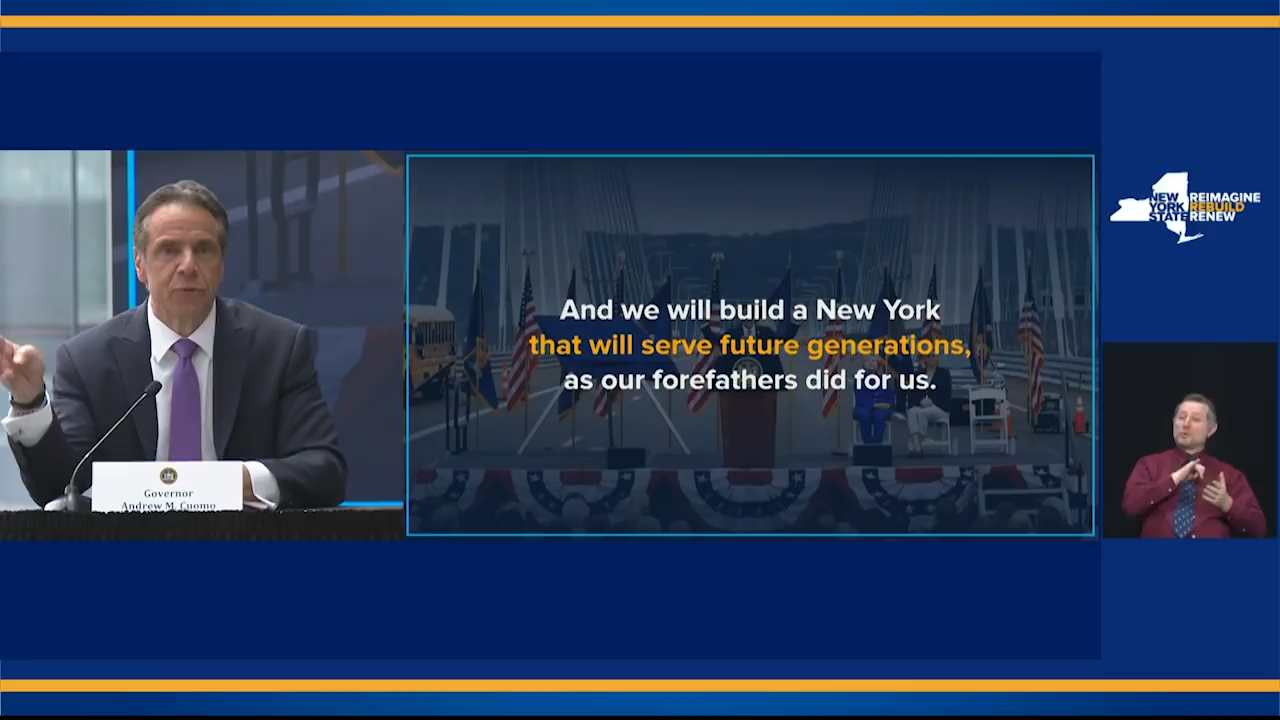 Governor
Andrew M. Cuomo
And we will build a New York
that will serve future generations,
as our forefathers did for us.
NEW YORK STATE
REIMAGINE
REBUILD
RENEW